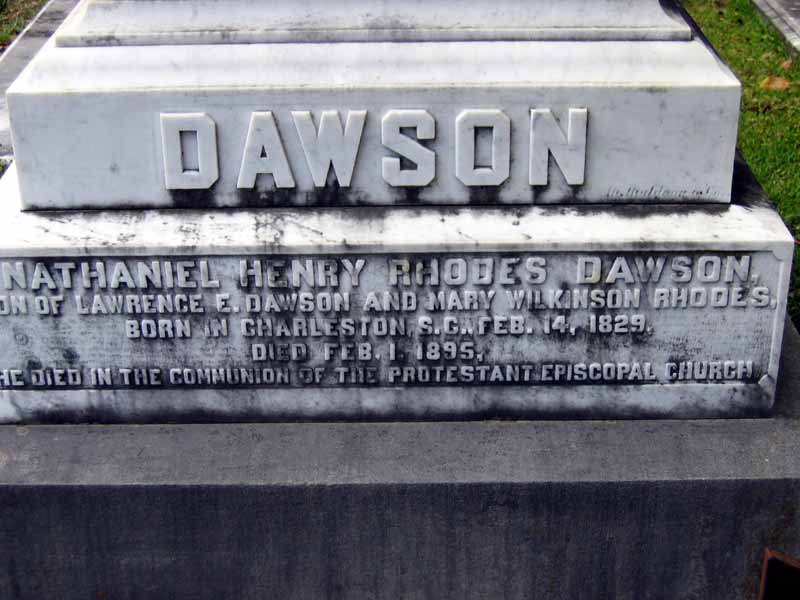 DAWSON
NATHANIEL HENRY RHODES DAWSON,
ON OF LAWRENCE E. DAWSON AND MARY WILKINSON RHODES,
BORN IN CHARLESTON, S.C., FEB. 14, 1829.
DIED FEB. 1, 1895,
HE DIED IN THE COMMUNION OF THE PROTESTANT EPISCOPAL CHURCH